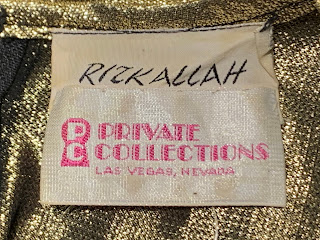 RIZKALLAH
PC PRIVATE
COLLECTIONS
LAS VEGAS, NEVADA